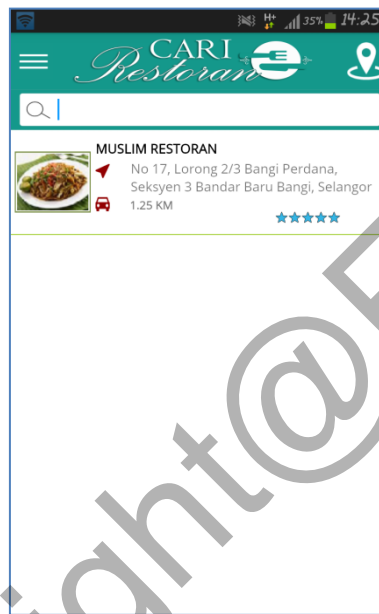 H+ 35% 14:25
CARI
Restoran
MUSLIM RESTORAN
No 17, Lorong 2/3 Bangi Perdana,
Seksyen 3 Bandar Baru Bangi, Selangor
1.25 KM
ight@